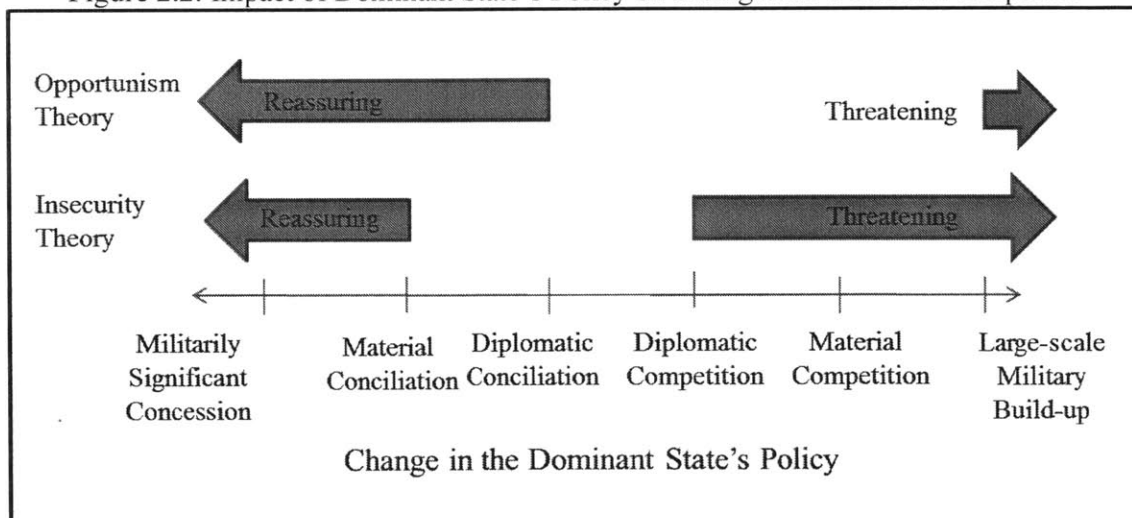 Opportunism
Theory
Reassuring
Threatening
Insecurity
Theory
Reassuring
Threatening
Militarily
Significant
Concession
Material
Conciliation
Diplomatic
Conciliation
Diplomatic
Competition
Material
Competition
Large-scale
Military
Build-up
Change in the Dominant State's Policy